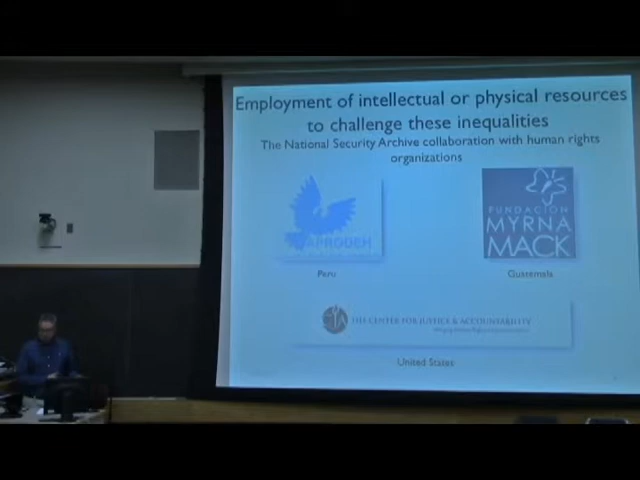 Employment of intellectual or physical resources
to challenge these inequalities
The National Security Archive collaboration with human rights
organizations
APRODEH
FUNDACIÓN
MYRNA
MACK
Peru
Guatemala
THE CENTER FOR JUSTICE & ACCOUNTABILITY
United States